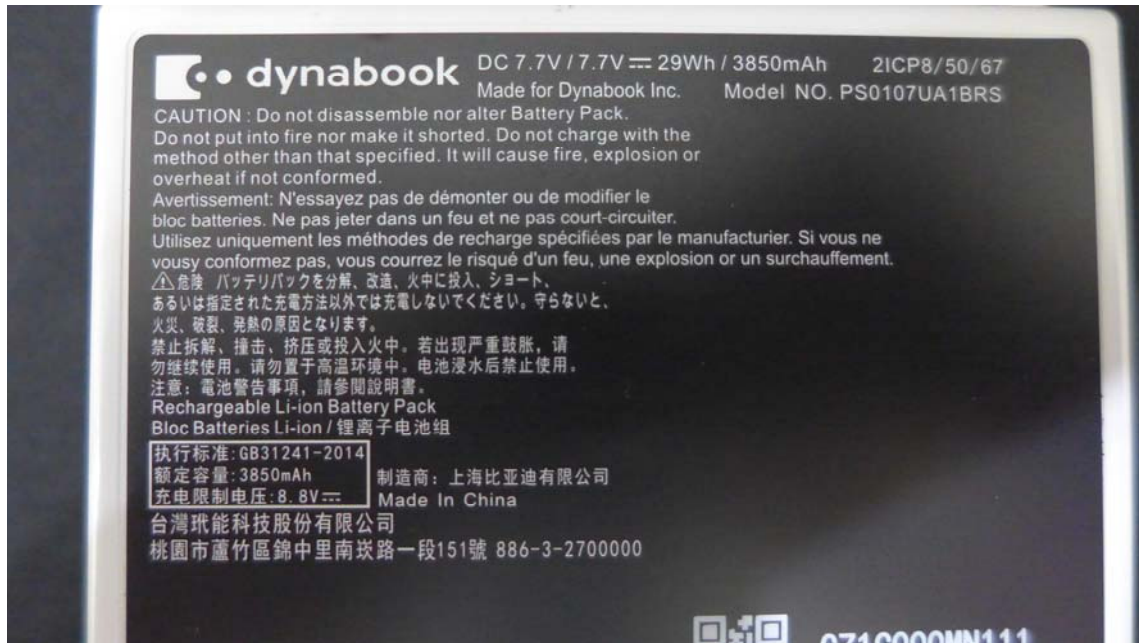 dynabook
DC 7.7V / 7.7V ⎓ 29Wh / 3850mAh 2ICP8/50/67
Made for Dynabook Inc. Model NO. PS0107UA1BRS
CAUTION : Do not disassemble nor alter Battery Pack.
Do not put into fire nor make it shorted. Do not charge with the
method other than that specified. It will cause fire, explosion or
overheat if not conformed.
Avertissement: N'essayez pas de démonter ou de modifier le
bloc batteries. Ne pas jeter dans un feu et ne pas court-circuiter.
Utilisez uniquement les méthodes de recharge spécifiées par le manufacturier. Si vous ne
vousy conformez pas, vous courrez le risqué d'un feu, une explosion or un surchauffement.
⚠危険 バッテリパックを分解、改造、火中に投入、ショート、
あるいは指定された充電方法以外では充電しないでください。守らないと、
火災、破裂、発熱の原因となります。
禁止拆解、撞击、挤压或投入火中。若出现严重鼓胀，请
勿继续使用。请勿置于高温环境中。电池浸水后禁止使用。
注意：電池警告事項，請參閱說明書。
Rechargeable Li-ion Battery Pack
Bloc Batteries Li-ion / 锂离子电池组
执行标准:GB31241-2014
额定容量:3850mAh
充电限制电压:8.8V⎓
制造商：上海比亚迪有限公司
Made In China
台灣玳能科技股份有限公司
桃園市蘆竹區錦中里南崁路一段151號 886-3-2700000